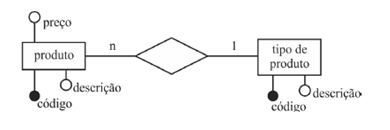 preço
produto
n
1
tipo de
produto
descrição
código
descrição
código